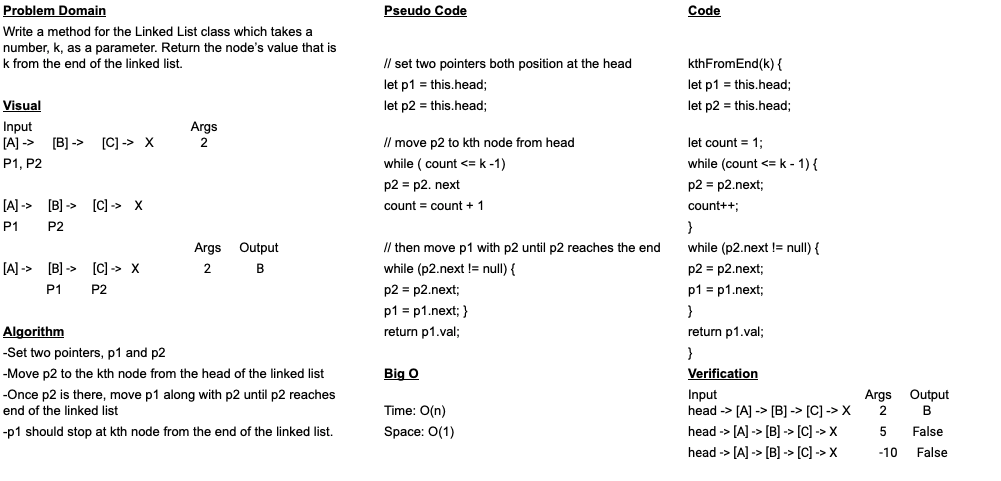 Problem Domain
Write a method for the Linked List class which takes a
number, k, as a parameter. Return the node's value that is
k from the end of the linked list.
Visual
Input Args
[A] -> [B] -> [C] -> X 2
P1, P2
[A] -> [B] -> [C] -> X
P1 P2
Args Output
[A] -> [B] -> [C] -> X 2 B
P1 P2
Algorithm
-Set two pointers, p1 and p2
-Move p2 to the kth node from the head of the linked list
-Once p2 is there, move p1 along with p2 until p2 reaches
end of the linked list
-p1 should stop at kth node from the end of the linked list.
Pseudo Code
// set two pointers both position at the head
let p1 = this.head;
let p2 = this.head;
// move p2 to kth node from head
while ( count <= k -1)
p2 = p2. next
count = count + 1
// then move p1 with p2 until p2 reaches the end
while (p2.next != null) {
p2 = p2.next;
p1 = p1.next; }
return p1.val;
Big O
Time: O(n)
Space: O(1)
Code
kthFromEnd(k) {
let p1 = this.head;
let p2 = this.head;
let count = 1;
while (count <= k - 1) {
p2 = p2.next;
count++;
}
while (p2.next != null) {
p2 = p2.next;
p1 = p1.next;
}
return p1.val;
}
Verification
Input Args Output
head -> [A] -> [B] -> [C] -> X 2 B
head -> [A] -> [B] -> [C] -> X 5 False
head -> [A] -> [B] -> [C] -> X -10 False